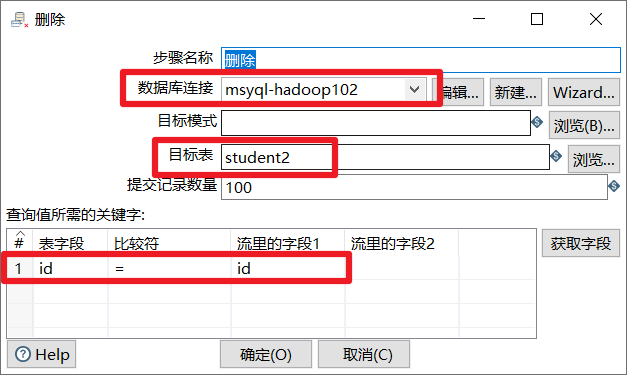 删除
步骤名称 删除
数据库连接 msyql-hadoop102 编辑... 新建... Wizard...
目标模式 浏览(B)...
目标表 student2 浏览...
提交记录数量 100
查询值所需的关键字:
# 表字段 比较符 流里的字段1 流里的字段2 获取字段
1 id = id
Help 确定(O) 取消(C)